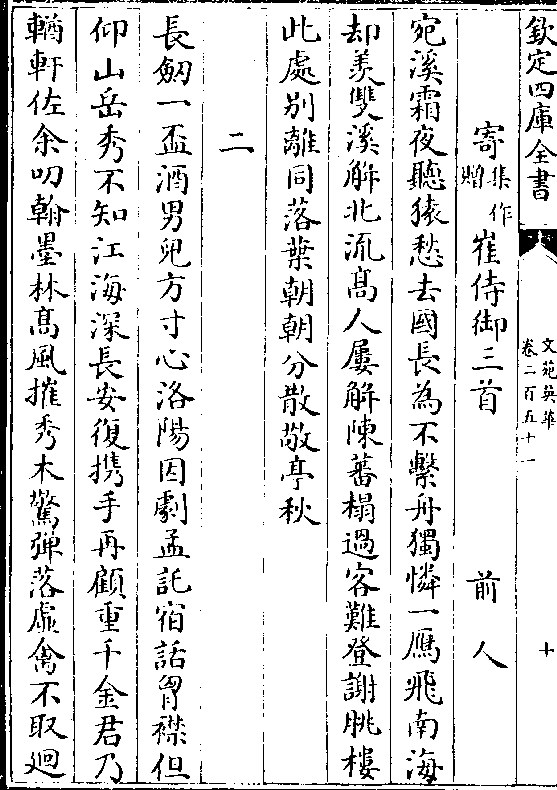 欽定四庫全書
文苑英華
卷二百五十一
十
寄集作贈崔侍御三首 前人
宛溪霜夜聽猿愁去國長為不繫舟獨憐一鴈飛南海
却羡雙溪解北流髙人屢解陳蕃榻過客難登謝朓樓
此處别離同落葉朝朝分散敬亭秋
二
長劒一盃酒男兒方寸心洛陽因劇孟託宿話胷襟但
仰山岳秀不知江海深長安復携手再顧重千金君乃
輶軒佐余叨翰墨林髙風摧秀木驚弹落虚禽不取廻